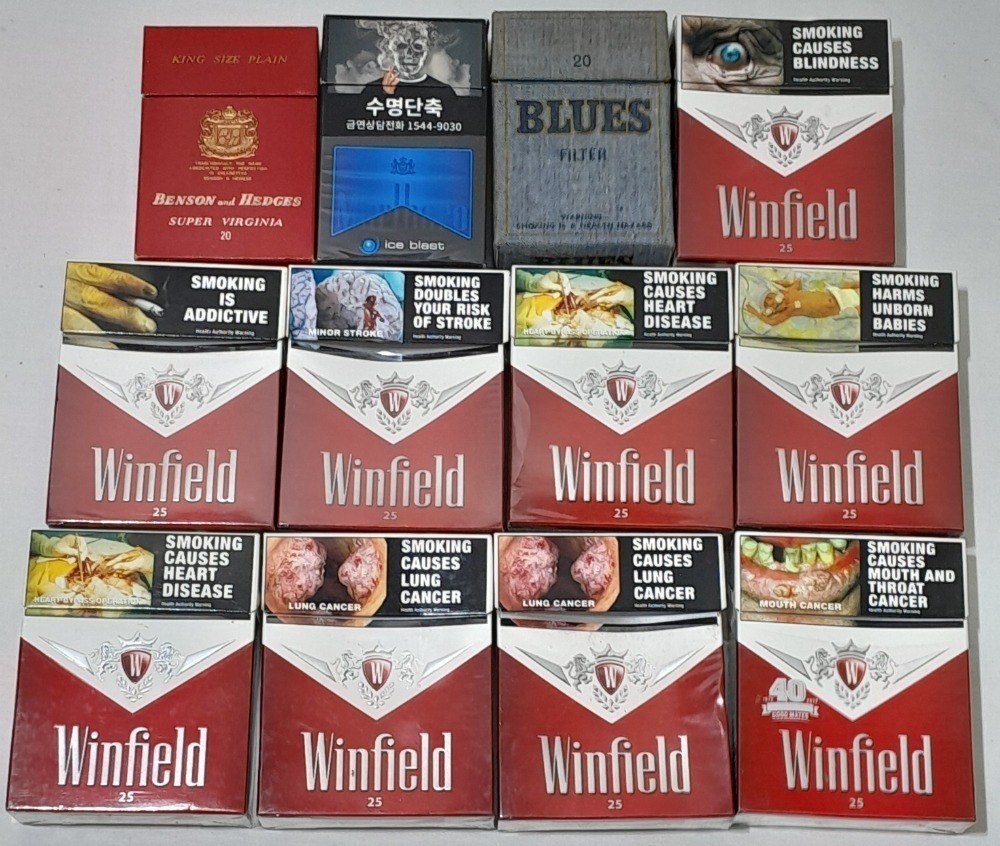 KING SIZE PLAIN
BENSON and HEDGES
SUPER VIRGINIA
20
수명단축
금연상담전화 1544-9030
ice blast
20
BLUES
FILTER
WARNING
SMOKING IS A HEALTH HAZARD
BLUES
SMOKING
CAUSES
BLINDNESS
Health Authority Warning
W
Winfield
25
SMOKING
IS
ADDICTIVE
Health Authority Warning
W
Winfield
25
MINOR STROKE
SMOKING
DOUBLES
YOUR RISK
OF STROKE
Health Authority Warning
W
Winfield
25
HEART BYPASS OPERATION
SMOKING
CAUSES
HEART
DISEASE
Health Authority Warning
W
Winfield
25
SMOKING
HARMS
UNBORN
BABIES
Health Authority Warning
W
Winfield
25
HEART BYPASS OPERATION
SMOKING
CAUSES
HEART
DISEASE
Health Authority Warning
W
Winfield
25
LUNG CANCER
SMOKING
CAUSES
LUNG
CANCER
Health Authority Warning
W
Winfield
25
LUNG CANCER
SMOKING
CAUSES
LUNG
CANCER
Health Authority Warning
W
Winfield
25
MOUTH CANCER
SMOKING
CAUSES
MOUTH AND
THROAT
CANCER
Health Authority Warning
W
40
GOOD MATES
Winfield
25